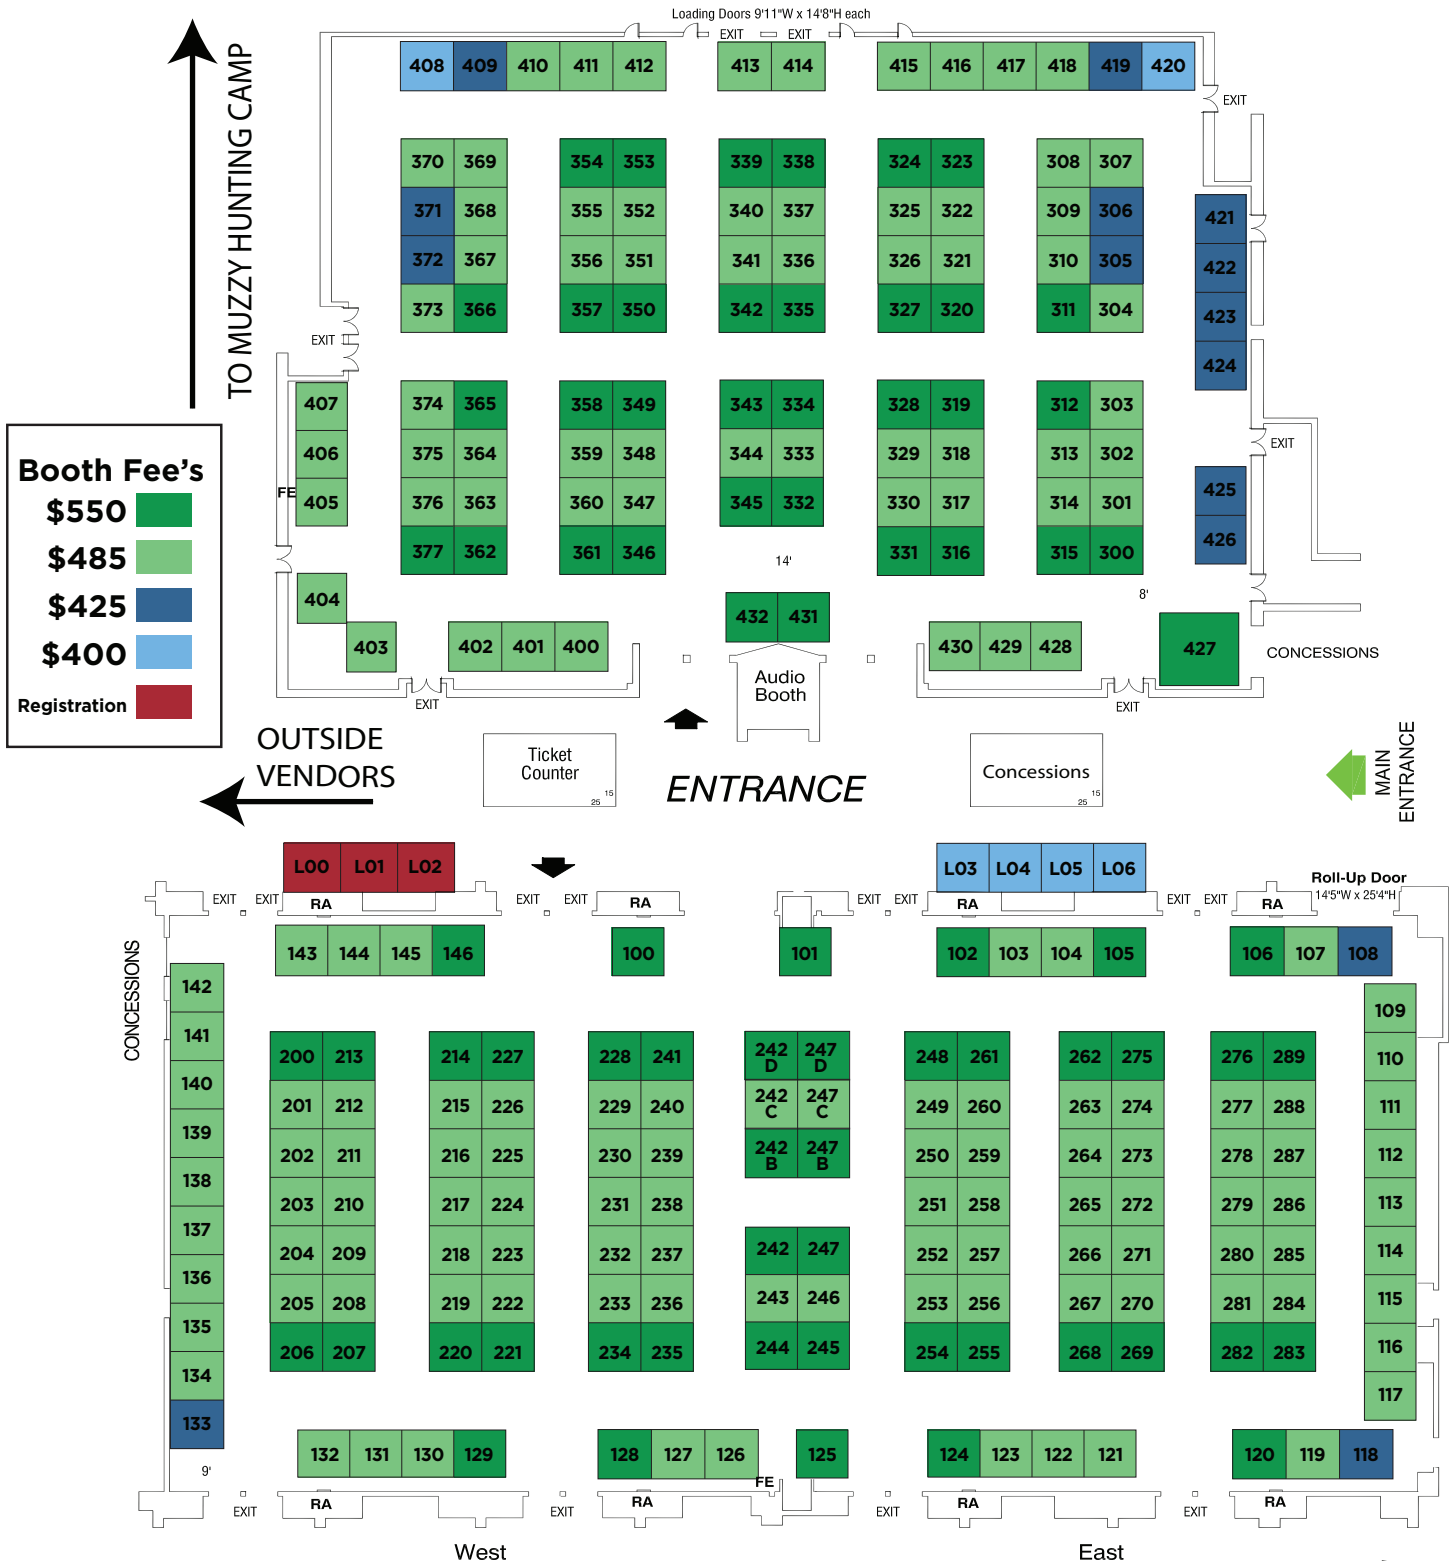 Loading Doors 9'11"W x 14'8"H each
EXIT EXIT
408 409 410 411 412 413 414 415 416 417 418 419 420
EXIT
TO MUZZY HUNTING CAMP
370 369 354 353 339 338 324 323 308 307
371 368 355 352 340 337 325 322 309 306 421
372 367 356 351 341 336 326 321 310 305 422
373 366 357 350 342 335 327 320 311 304 423
EXIT
424
407 374 365 358 349 343 334 328 319 312 303
406 375 364 359 348 344 333 329 318 313 302 EXIT
FE
405 376 363 360 347 345 332 330 317 314 301 425
377 362 361 346 331 316 315 300 426
14'
8'
404
432 431
403 402 401 400 430 429 428 427 CONCESSIONS
Audio
Booth
EXIT EXIT
Booth Fee's
$550
$485
$425
$400
Registration
OUTSIDE
VENDORS
Ticket
Counter
15
25
ENTRANCE
Concessions
15
25
MAIN
ENTRANCE
L00 L01 L02 L03 L04 L05 L06
Roll-Up Door
14'5"W x 25'4"H
EXIT EXIT RA EXIT EXIT RA EXIT EXIT RA EXIT EXIT RA
CONCESSIONS
143 144 145 146 100 101 102 103 104 105 106 107 108
142
109
141
200 213 214 227 228 241 242 D 247 D 248 261 262 275 276 289 110
140
201 212 215 226 229 240 242 C 247 C 249 260 263 274 277 288 111
139
202 211 216 225 230 239 242 B 247 B 250 259 264 273 278 287 112
138
203 210 217 224 231 238 251 258 265 272 279 286 113
137
204 209 218 223 232 237 242 247 252 257 266 271 280 285 114
136
205 208 219 222 233 236 243 246 253 256 267 270 281 284 115
135
206 207 220 221 234 235 244 245 254 255 268 269 282 283 116
134
117
133
132 131 130 129 128 127 126 125 124 123 122 121 120 119 118
9'
FE
EXIT RA EXIT RA EXIT RA EXIT RA
West East